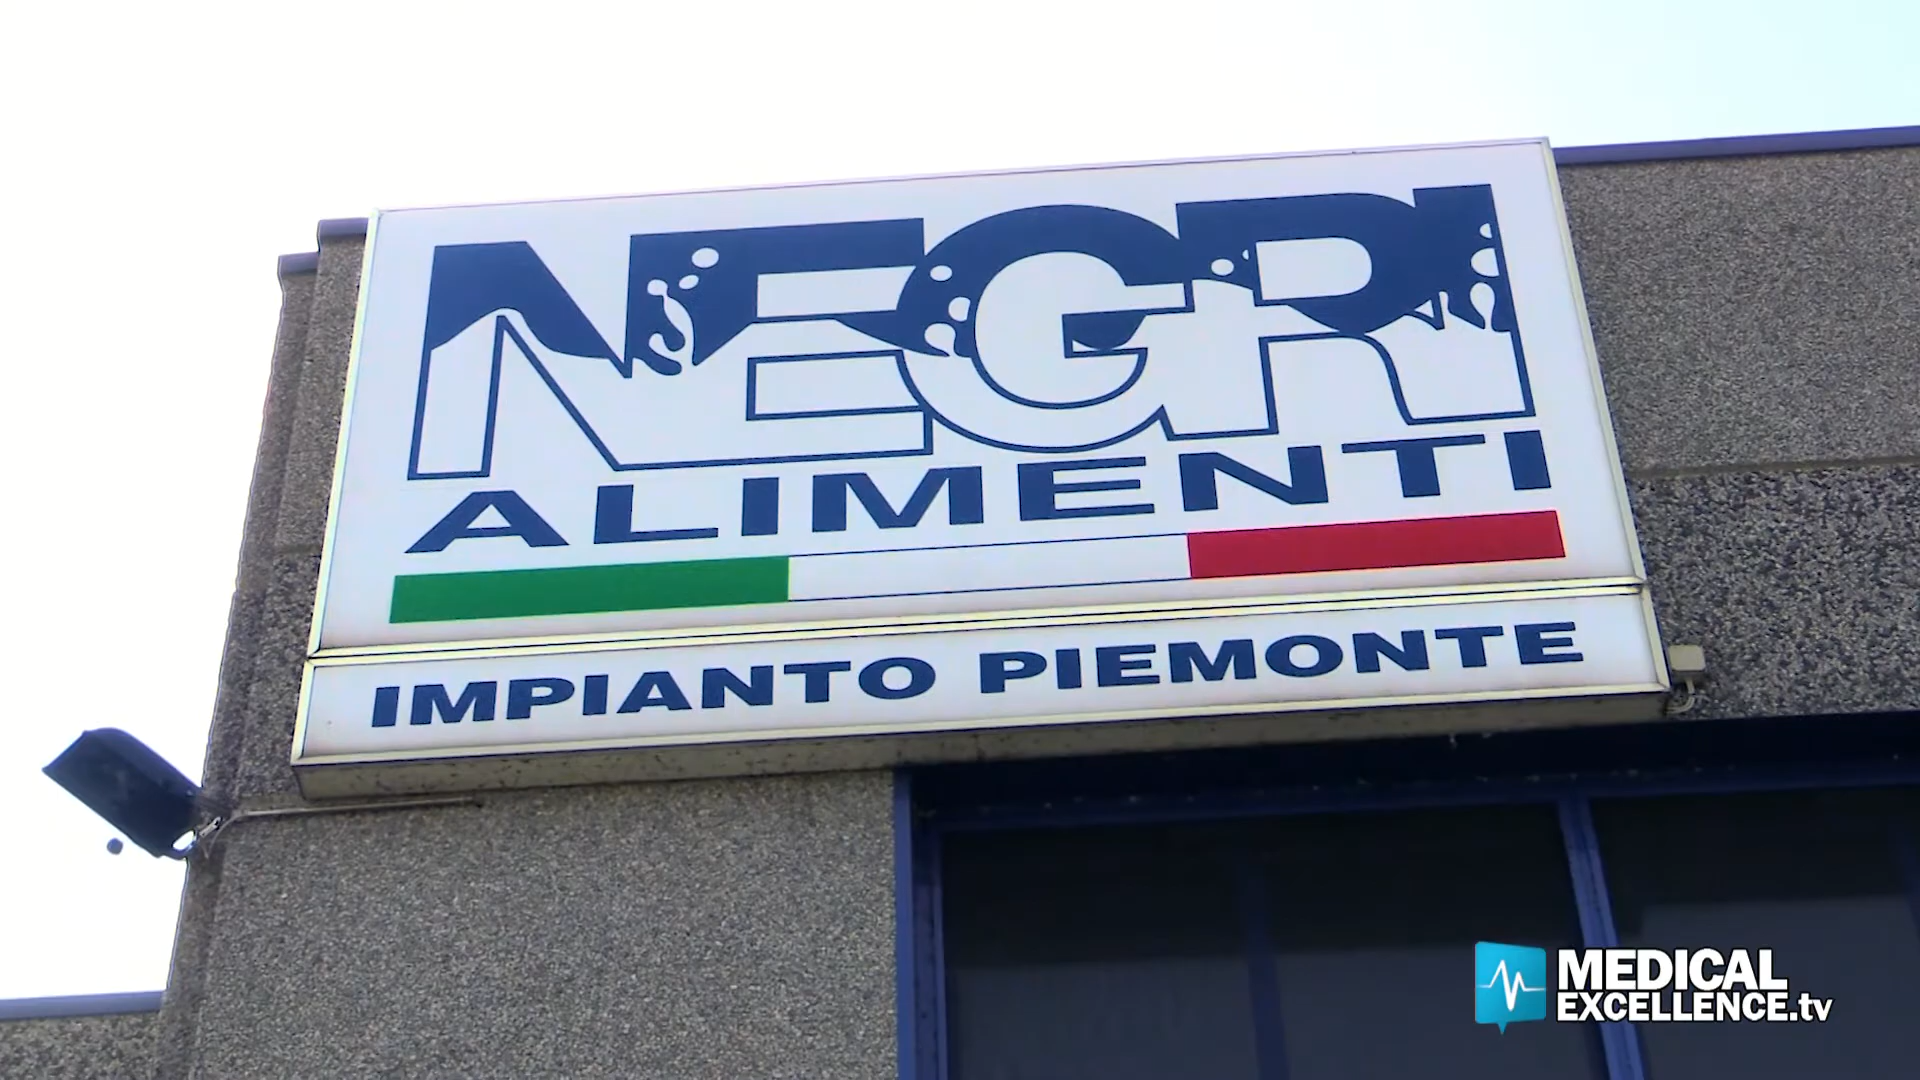 NEGRI
ALIMENTI
IMPIANTO PIEMONTE
MEDICAL
EXCELLENCE.tv